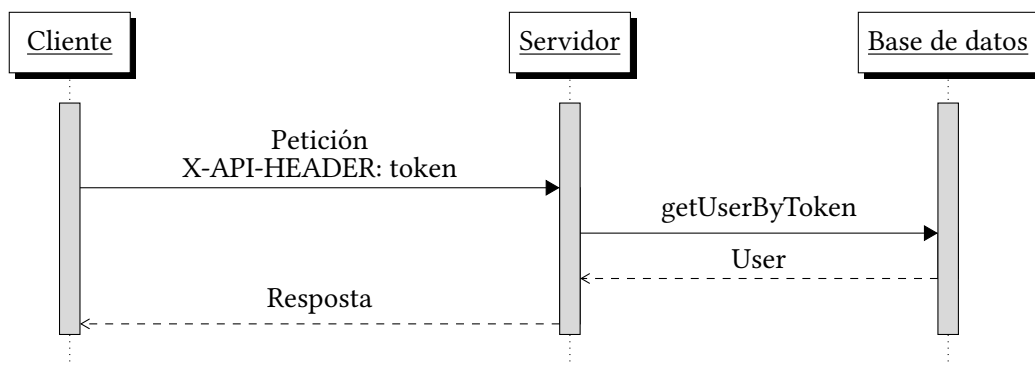 Cliente
Servidor
Base de datos
Petición
X-API-HEADER: token
getUserByToken
User
Resposta